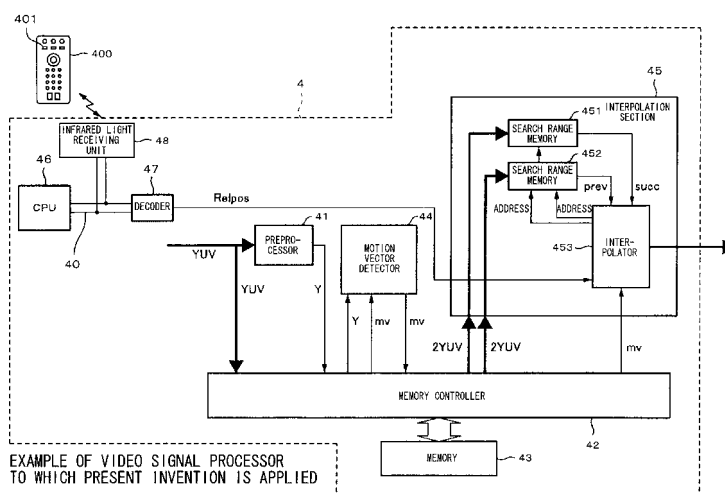 401
400
4
45
INTERPOLATION
SECTION
451
SEARCH RANGE
MEMORY
INFRARED LIGHT
RECEIVING
UNIT
48
452
SEARCH RANGE
MEMORY
46
47
prev
succ
CPU
DECODER
Relpos
ADDRESS
ADDRESS
41
44
40
PREPRO-
CESSOR
MOTION
VECTOR
DETECTOR
453
INTER-
POLATOR
YUV
YUV
Y
Y
mv
mv
2YUV
2YUV
mv
MEMORY CONTROLLER
42
MEMORY
43
EXAMPLE OF VIDEO SIGNAL PROCESSOR
TO WHICH PRESENT INVENTION IS APPLIED